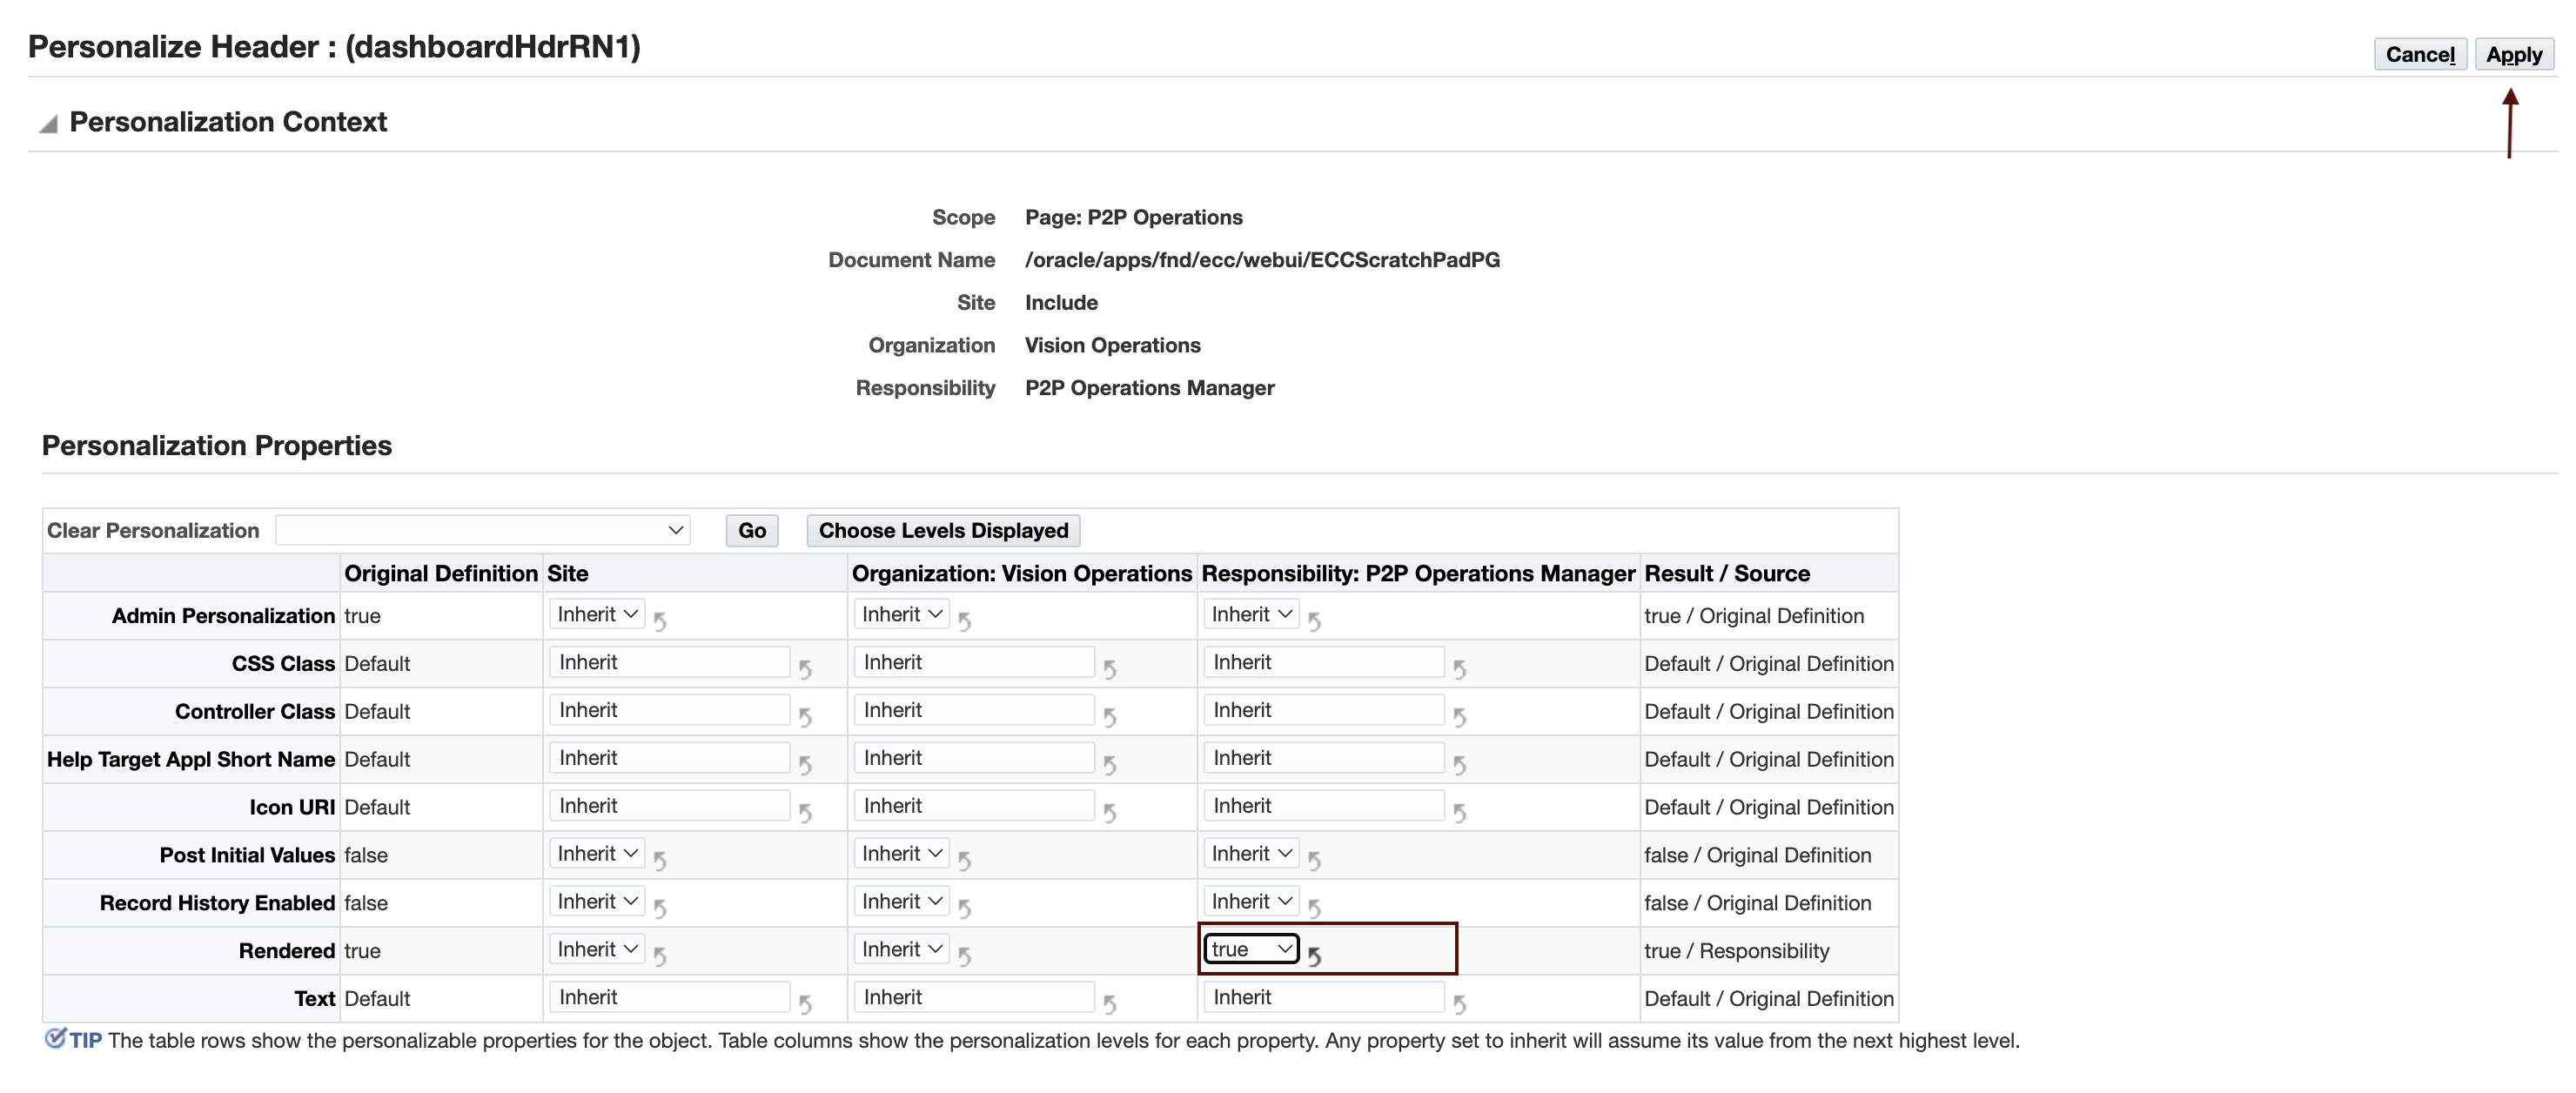 Personalize Header : (dashboardHdrRN1)
Cancel Apply
Personalization Context
Scope Page: P2P Operations
Document Name /oracle/apps/fnd/ecc/webui/ECCScratchPadPG
Site Include
Organization Vision Operations
Responsibility P2P Operations Manager
Personalization Properties
Clear Personalization Go Choose Levels Displayed
Original Definition Site Organization: Vision Operations Responsibility: P2P Operations Manager Result / Source
Admin Personalization true Inherit Inherit Inherit true / Original Definition
CSS Class Default Inherit Inherit Inherit Default / Original Definition
Controller Class Default Inherit Inherit Inherit Default / Original Definition
Help Target Appl Short Name Default Inherit Inherit Inherit Default / Original Definition
Icon URI Default Inherit Inherit Inherit Default / Original Definition
Post Initial Values false Inherit Inherit Inherit false / Original Definition
Record History Enabled false Inherit Inherit Inherit false / Original Definition
Rendered true Inherit Inherit true true / Responsibility
Text Default Inherit Inherit Inherit Default / Original Definition
TIP The table rows show the personalizable properties for the object. Table columns show the personalization levels for each property. Any property set to inherit will assume its value from the next highest level.